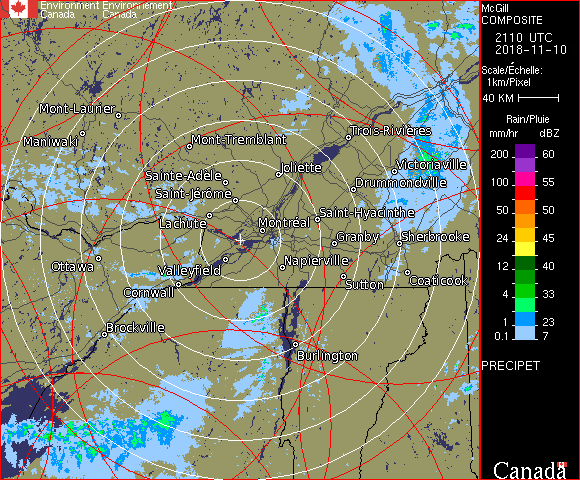 Environment Environnement
Canada Canada
McGill
COMPOSITE
2110 UTC
2018-11-10
Scale/Échelle:
1km/Pixel
40 KM
Rain/Pluie
mm/hr dBZ
200 60
150 57
100 55
50 50
24 45
12 40
4 33
1 23
0.1 7
PRECIPET
Canada
Mont-Laurier
Maniwaki
Mont-Tremblant
Trois-Rivières
Joliette
Victoriaville
Sainte-Adèle
Drummondville
Saint-Jérôme
Saint-Hyacinthe
Lachute
Montréal
Granby
Sherbrooke
Ottawa
Valleyfield
Napierville
Sutton
Coaticook
Cornwall
Brockville
Burlington